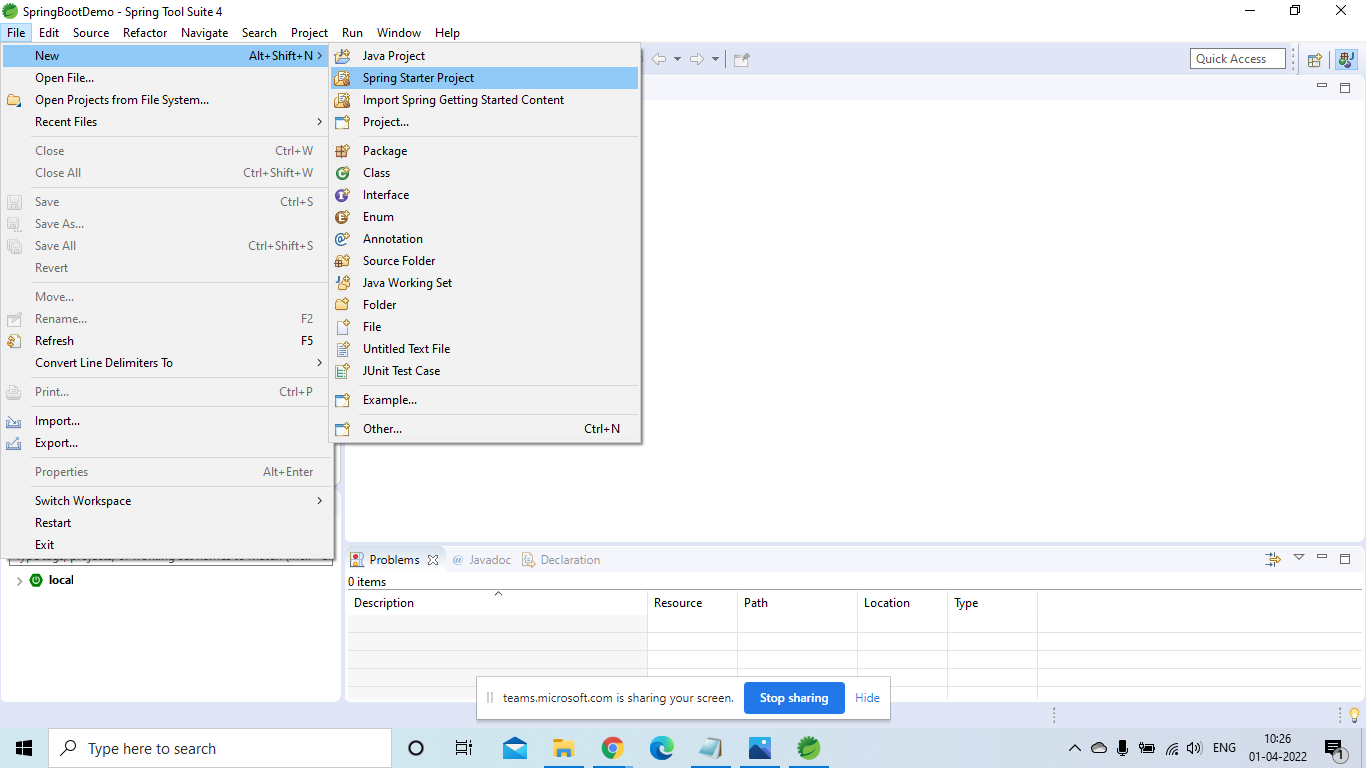 SpringBootDemo - Spring Tool Suite 4
File Edit Source Refactor Navigate Search Project Run Window Help
New Alt+Shift+N
Open File...
Open Projects from File System...
Recent Files
Close Ctrl+W
Close All Ctrl+Shift+W
Save Ctrl+S
Save As...
Save All Ctrl+Shift+S
Revert
Move...
Rename... F2
Refresh F5
Convert Line Delimiters To
Print... Ctrl+P
Import...
Export...
Properties Alt+Enter
Switch Workspace
Restart
Exit
Java Project
Spring Starter Project
Import Spring Getting Started Content
Project...
Package
Class
Interface
Enum
Annotation
Source Folder
Java Working Set
Folder
File
Untitled Text File
JUnit Test Case
Example...
Other... Ctrl+N
Quick Access
local
Problems @ Javadoc Declaration
0 items
Description Resource Path Location Type
teams.microsoft.com is sharing your screen. Stop sharing Hide
Type here to search
ENG
10:26
01-04-2022
1